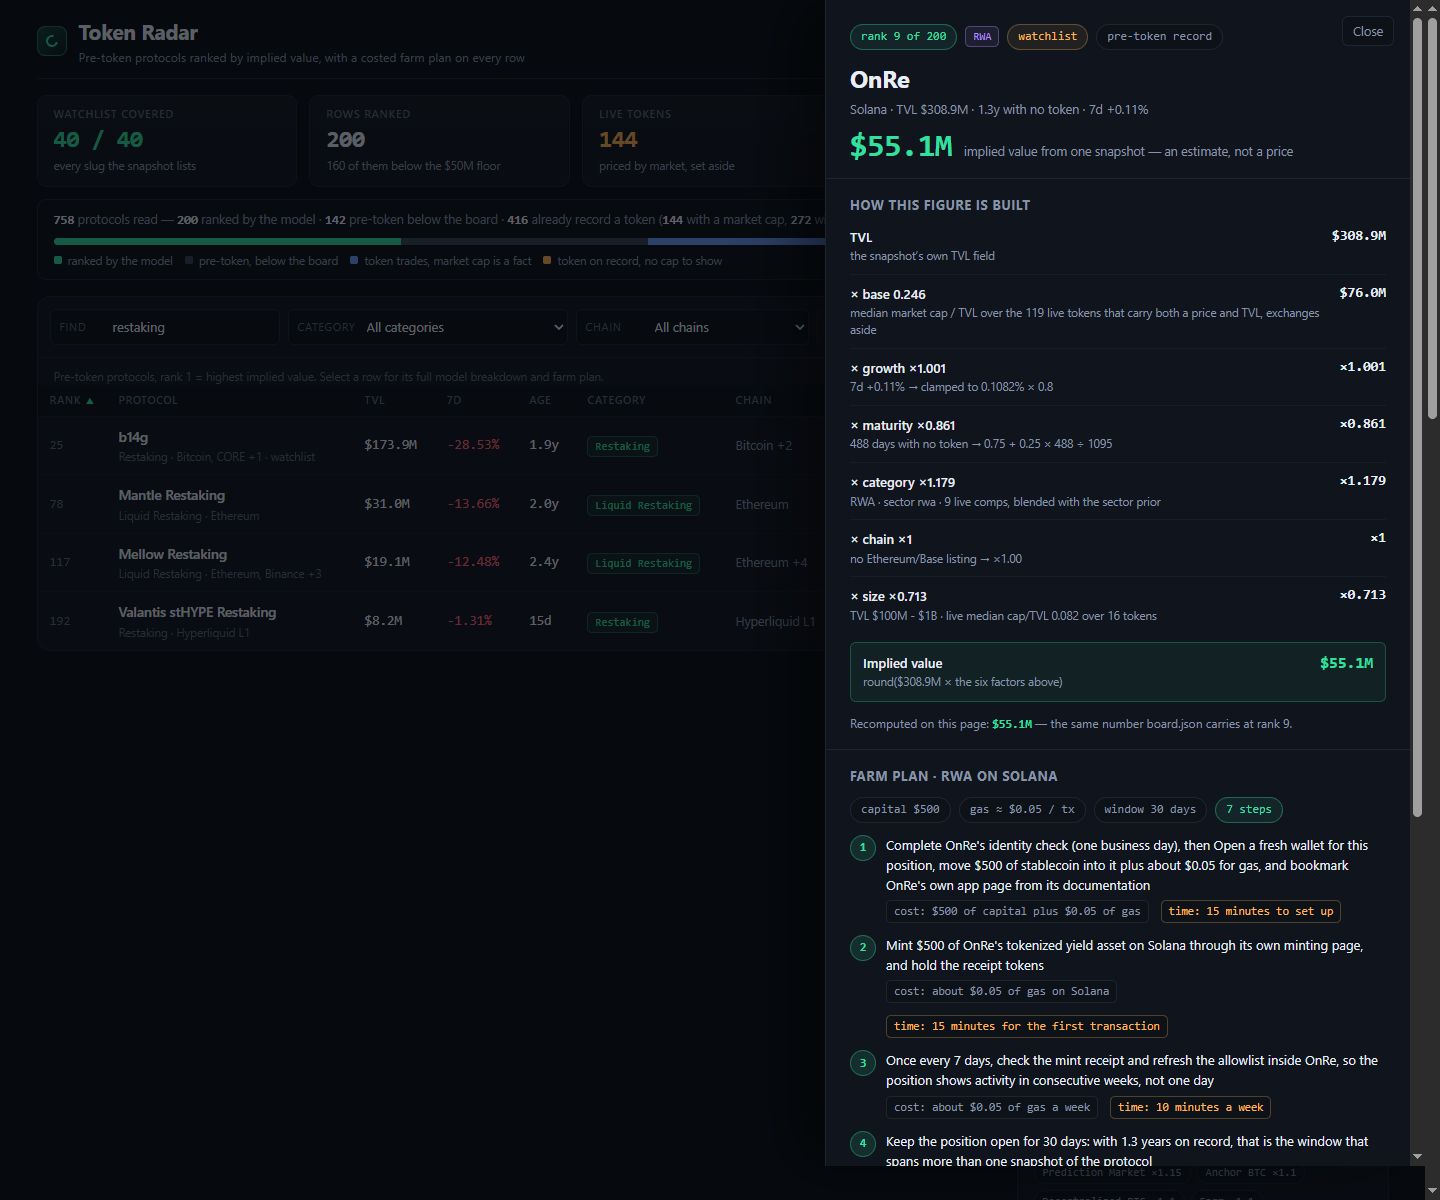 Token Radar
Pre-token protocols ranked by implied value, with a costed farm plan on every row
WATCHLIST COVERED
40 / 40
every slug the snapshot lists
ROWS RANKED
200
160 of them below the $50M floor
LIVE TOKENS
144
priced by market, set aside
758 protocols read — 200 ranked by the model · 142 pre-token below the board · 416 already record a token (144 with a market cap, 272 w
ranked by the model
pre-token, below the board
token trades, market cap is a fact
token on record, no cap to show
FIND restaking
CATEGORY All categories
CHAIN All chains
Pre-token protocols, rank 1 = highest implied value. Select a row for its full model breakdown and farm plan.
RANK ▲ PROTOCOL TVL 7D AGE CATEGORY CHAIN
25 b14g $173.9M -28.53% 1.9y Restaking Bitcoin +2
Restaking · Bitcoin, CORE +1 · watchlist
78 Mantle Restaking $31.0M -13.66% 2.0y Liquid Restaking Ethereum
Liquid Restaking · Ethereum
117 Mellow Restaking $19.1M -12.48% 2.4y Liquid Restaking Ethereum +4
Liquid Restaking · Ethereum, Binance +3
192 Valantis stHYPE Restaking $8.2M -1.31% 15d Restaking Hyperliquid L1
Restaking · Hyperliquid L1
rank 9 of 200 RWA watchlist pre-token record
Close
OnRe
Solana · TVL $308.9M · 1.3y with no token · 7d +0.11%
$55.1M implied value from one snapshot — an estimate, not a price
HOW THIS FIGURE IS BUILT
TVL $308.9M
the snapshot's own TVL field
× base 0.246 $76.0M
median market cap / TVL over the 119 live tokens that carry both a price and TVL, exchanges
aside
× growth ×1.001 ×1.001
7d +0.11% → clamped to 0.1082% × 0.8
× maturity ×0.861 ×0.861
488 days with no token → 0.75 + 0.25 × 488 ÷ 1095
× category ×1.179 ×1.179
RWA · sector rwa · 9 live comps, blended with the sector prior
× chain ×1 ×1
no Ethereum/Base listing → ×1.00
× size ×0.713 ×0.713
TVL $100M - $1B · live median cap/TVL 0.082 over 16 tokens
Implied value $55.1M
round($308.9M × the six factors above)
Recomputed on this page: $55.1M — the same number board.json carries at rank 9.
FARM PLAN · RWA ON SOLANA
capital $500 gas ≈ $0.05 / tx window 30 days 7 steps
1 Complete OnRe's identity check (one business day), then Open a fresh wallet for this
position, move $500 of stablecoin into it plus about $0.05 for gas, and bookmark
OnRe's own app page from its documentation
cost: $500 of capital plus $0.05 of gas time: 15 minutes to set up
2 Mint $500 of OnRe's tokenized yield asset on Solana through its own minting page,
and hold the receipt tokens
cost: about $0.05 of gas on Solana
time: 15 minutes for the first transaction
3 Once every 7 days, check the mint receipt and refresh the allowlist inside OnRe, so the
position shows activity in consecutive weeks, not one day
cost: about $0.05 of gas a week time: 10 minutes a week
4 Keep the position open for 30 days: with 1.3 years on record, that is the window that
spans more than one snapshot of the protocol
Prediction Market ×1.15 Anchor BTC ×1.1